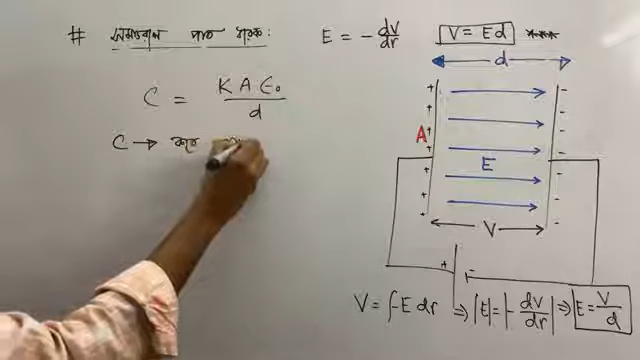 # সমান্তরাল পাত ধারক:
E = - dV/dr
V = Ed ***
d
C = KAϵ₀/d
C →
A
E
V
+ -
V = ∫-E dr ⇒ |E| = |-dV/dr| ⇒ E = V/d